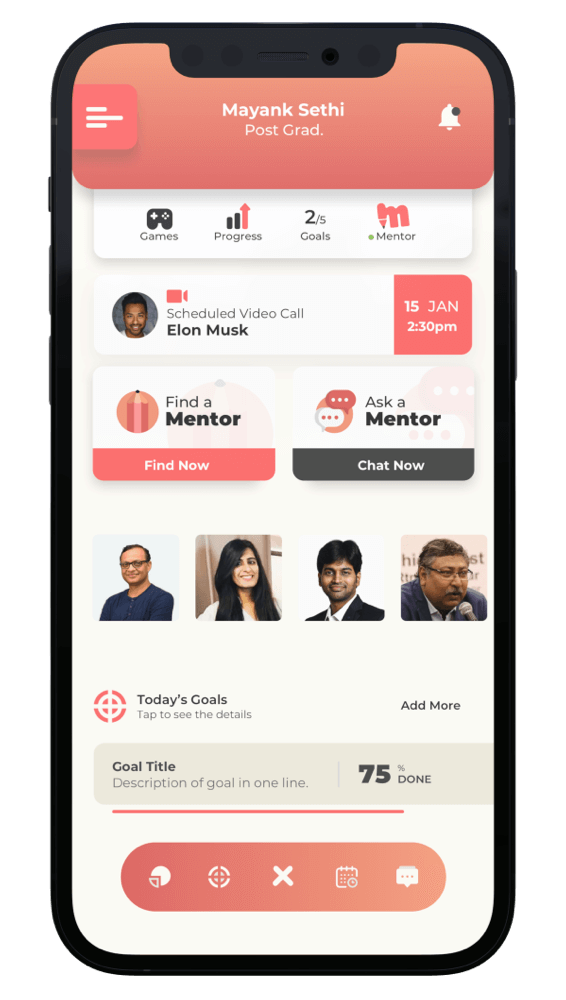 Mayank Sethi
Post Grad.
Games
Progress
2/5
Goals
m
Mentor
Scheduled Video Call
Elon Musk
15 JAN
2:30pm
Find a
Mentor
Find Now
Ask a
Mentor
Chat Now
Today's Goals
Tap to see the details
Add More
Goal Title
Description of goal in one line.
75 %
DONE